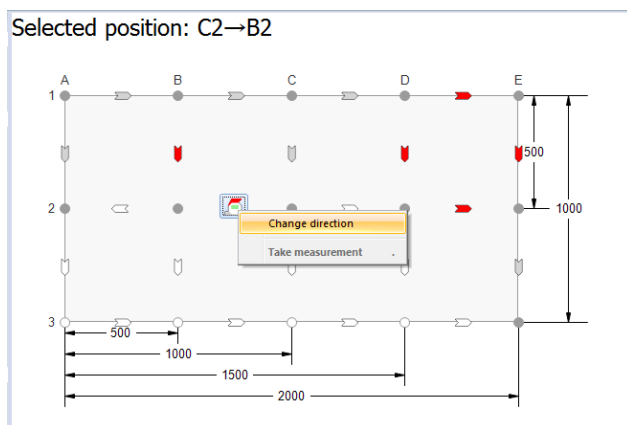 Selected position: C2→B2
A B C D E
1
500
2
1000
Change direction
Take measurement .
3
500
1000
1500
2000